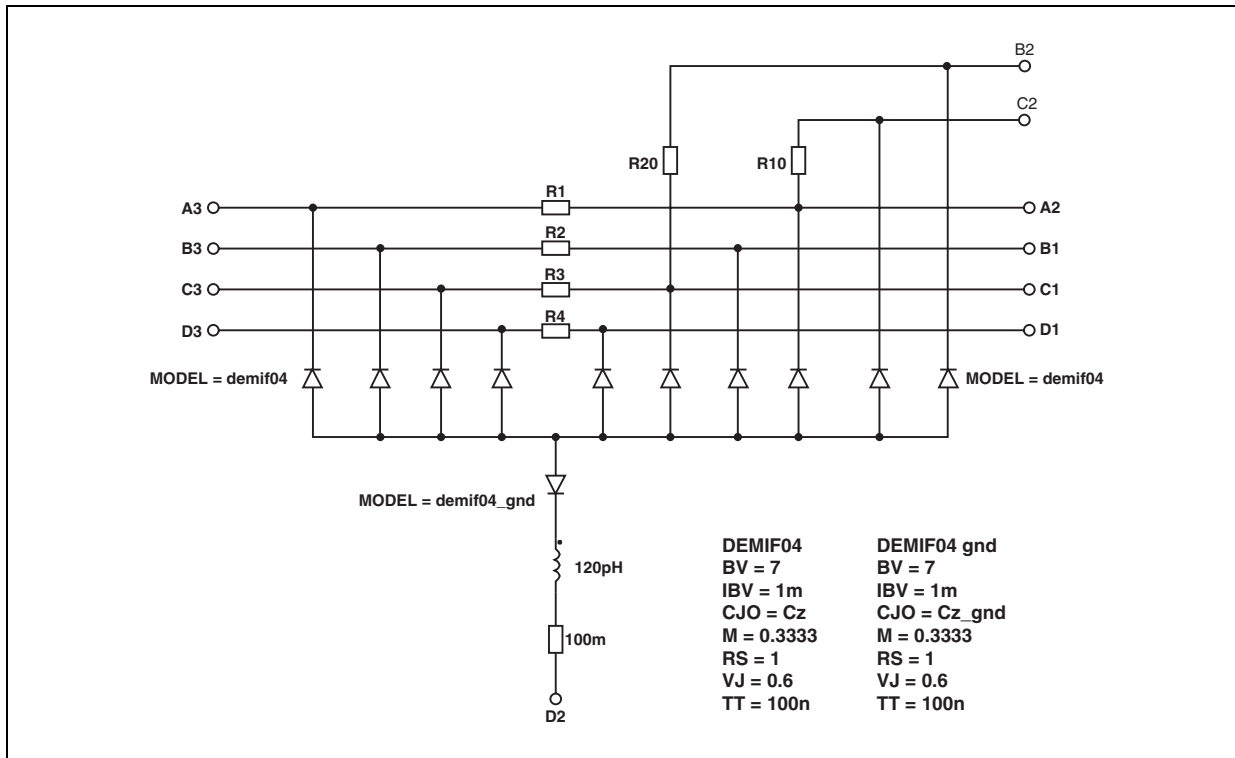 B2
C2
R20
R10
R1
A3
A2
R2
B3
B1
R3
C3
C1
R4
D3
D1
MODEL = demif04
MODEL = demif04
MODEL = demif04_gnd
120pH
100m
D2
DEMIF04
BV = 7
IBV = 1m
CJO = Cz
M = 0.3333
RS = 1
VJ = 0.6
TT = 100n
DEMIF04 gnd
BV = 7
IBV = 1m
CJO = Cz_gnd
M = 0.3333
RS = 1
VJ = 0.6
TT = 100n